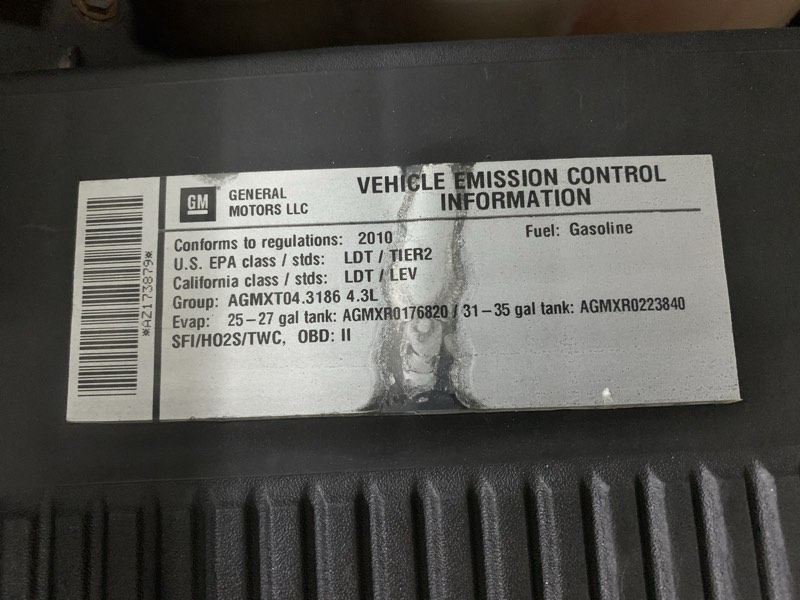 GM
GENERAL
MOTORS LLC
VEHICLE EMISSION CONTROL
INFORMATION
Conforms to regulations: 2010
Fuel: Gasoline
U.S. EPA class / stds: LDT / TIER2
California class / stds: LDT / LEV
Group: AGMXT04.3186 4.3L
Evap: 25-27 gal tank: AGMXR0176820 / 31-35 gal tank: AGMXR0223840
SFI/HO2S/TWC, OBD: II
*AZ173879*